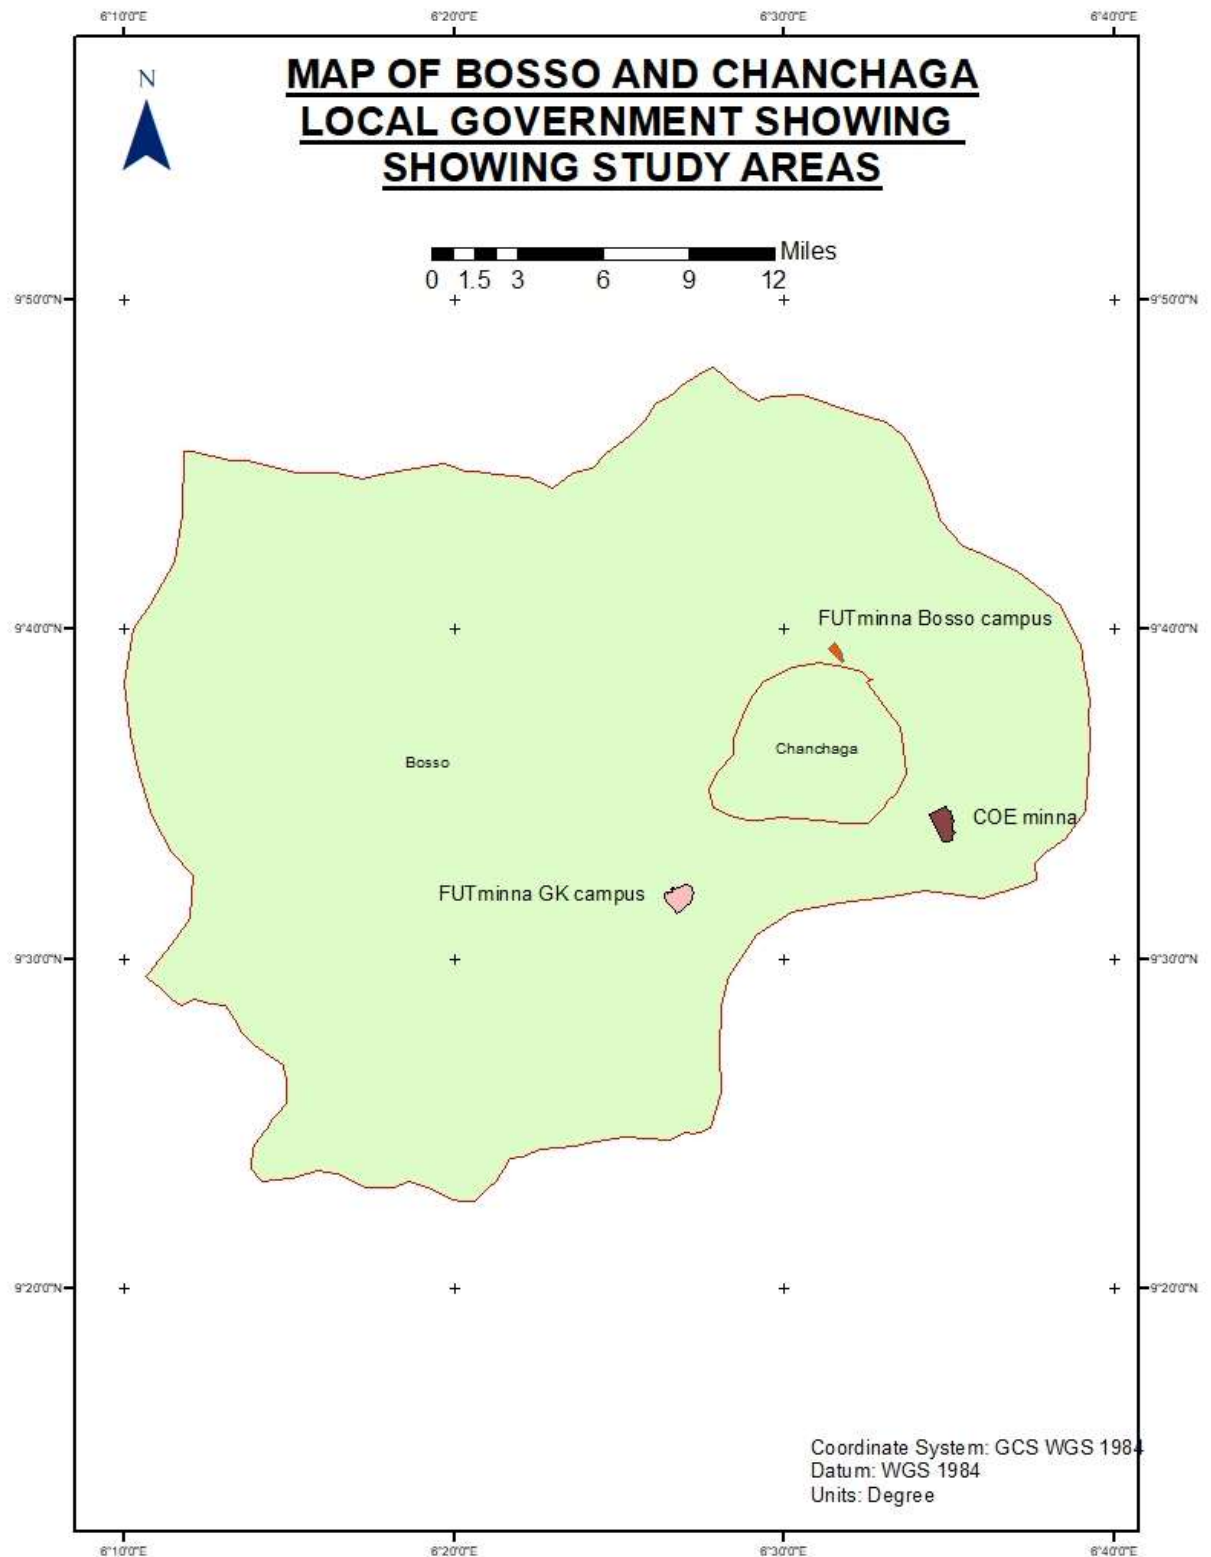 6°10'0"E 6°20'0"E 6°30'0"E 6°40'0"E
N
MAP OF BOSSO AND CHANCHAGA
LOCAL GOVERNMENT SHOWING
SHOWING STUDY AREAS
Miles
0 1.5 3 6 9 12
9°50'0"N 9°50'0"N
FUTminna Bosso campus
9°40'0"N 9°40'0"N
Chanchaga
Bosso
COE minna
FUTminna GK campus
9°30'0"N 9°30'0"N
9°20'0"N 9°20'0"N
Coordinate System: GCS WGS 1984
Datum: WGS 1984
Units: Degree
6°10'0"E 6°20'0"E 6°30'0"E 6°40'0"E